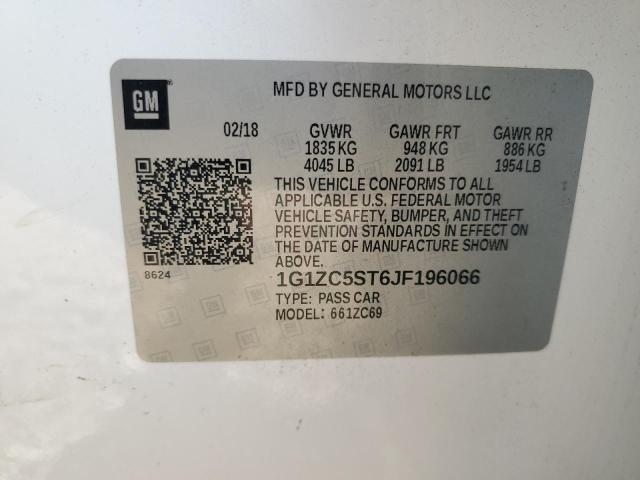 GM
MFD BY GENERAL MOTORS LLC
02/18 GVWR GAWR FRT GAWR RR
1835 KG 948 KG 886 KG
4045 LB 2091 LB 1954 LB
THIS VEHICLE CONFORMS TO ALL
APPLICABLE U.S. FEDERAL MOTOR
VEHICLE SAFETY, BUMPER, AND THEFT
PREVENTION STANDARDS IN EFFECT ON
THE DATE OF MANUFACTURE SHOWN
ABOVE.
8624
1G1ZC5ST6JF196066
TYPE: PASS CAR
MODEL: 661ZC69